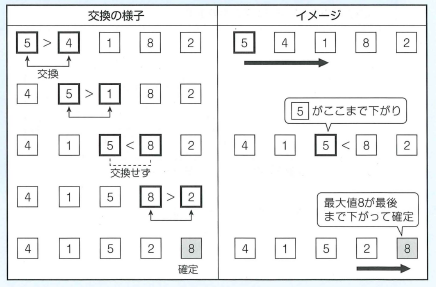 交換の様子
イメージ
5 > 4 1 8 2
交換
5 4 1 8 2
4 5 > 1 8 2
5 がここまで下がり
4 1 5 < 8 2
交換せず
4 1 5 < 8 2
4 1 5 8 > 2
最大値8が最後
まで下がって確定
4 1 5 2 8
確定
4 1 5 2 8